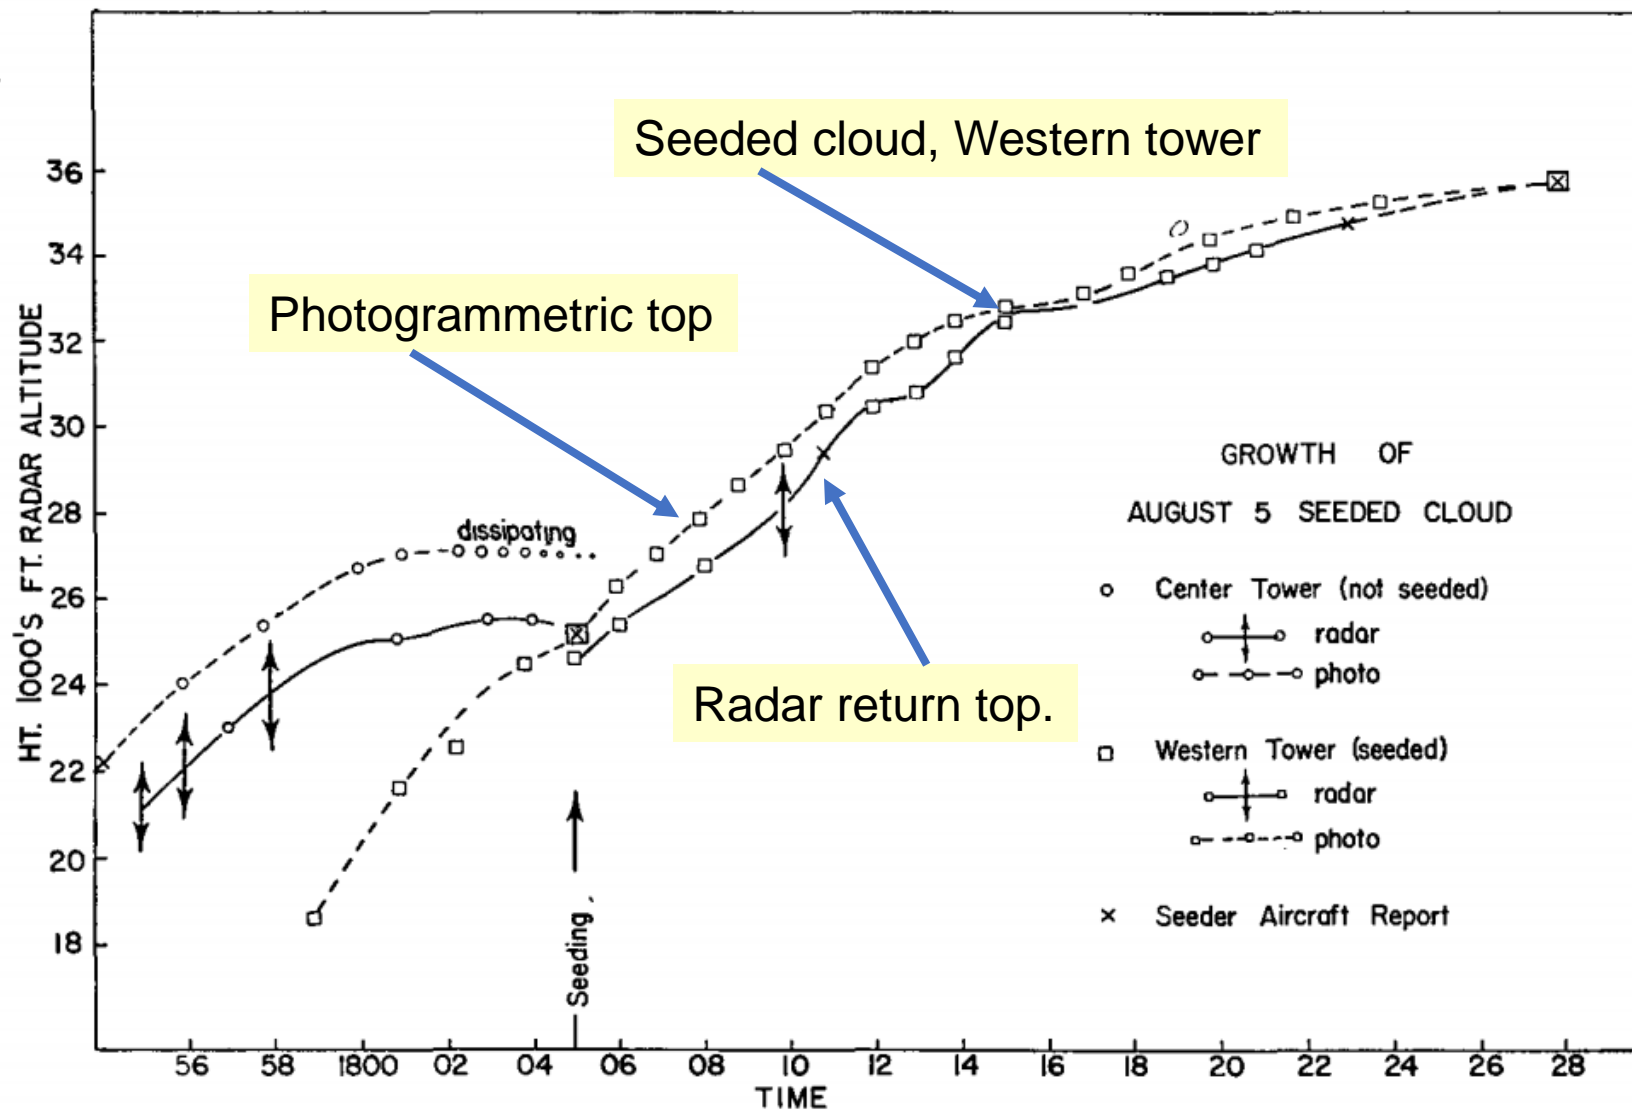 Seeded cloud, Western tower
Photogrammetric top
Radar return top.
HT. 1000'S FT. RADAR ALTITUDE
36
34
32
30
28
26
24
22
20
18
dissipating
Seeding
GROWTH OF
AUGUST 5 SEEDED CLOUD
Center Tower (not seeded)
radar
photo
Western Tower (seeded)
radar
photo
× Seeder Aircraft Report
56 58 1800 02 04 06 08 10 12 14 16 18 20 22 24 26 28
TIME